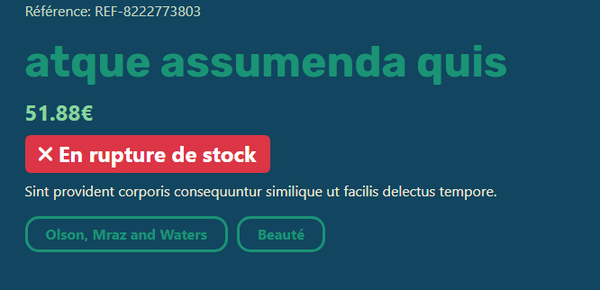 Référence: REF-8222773803
atque assumenda quis
51.88€
✕ En rupture de stock
Sint provident corporis consequuntur similique ut facilis delectus tempore.
Olson, Mraz and Waters
Beauté